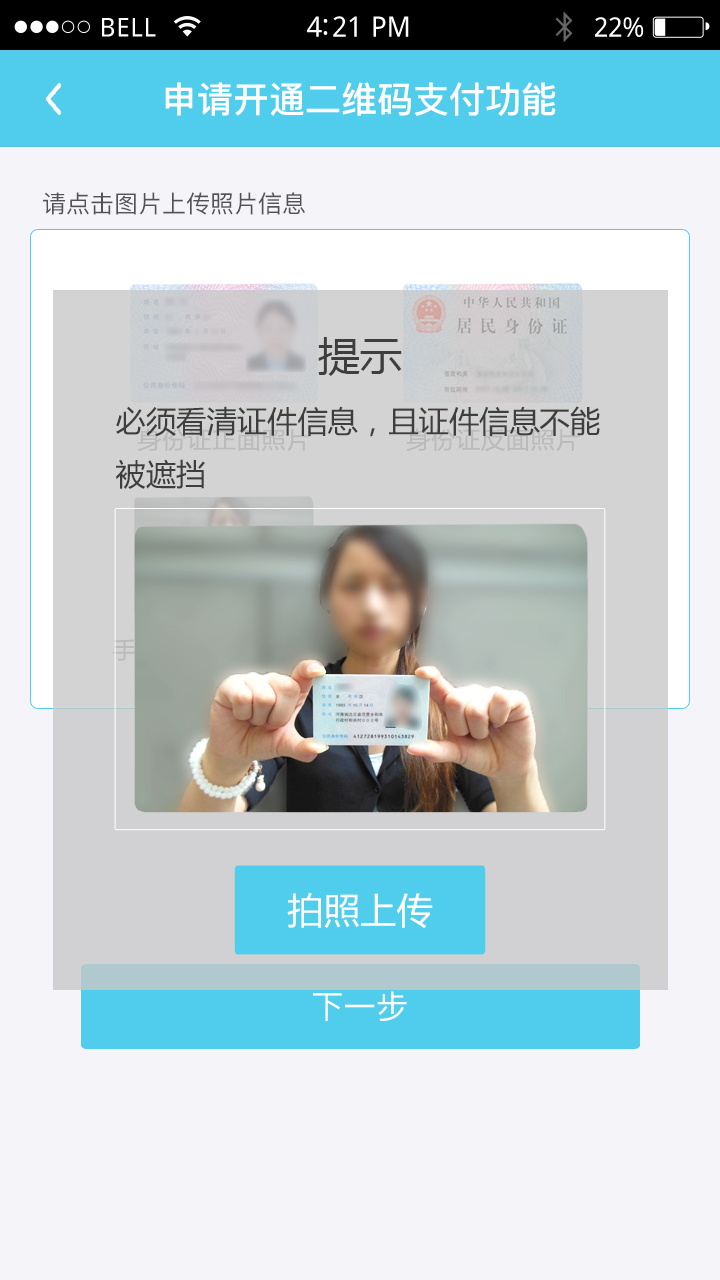 BELL 4:21 PM 22%
申请开通二维码支付功能
请点击图片上传照片信息
中华人民共和国
居民身份证
提示
必须看清证件信息，且证件信息不能
被遮挡
身份证正面照片 身份证反面照片
手
拍照上传
下一步